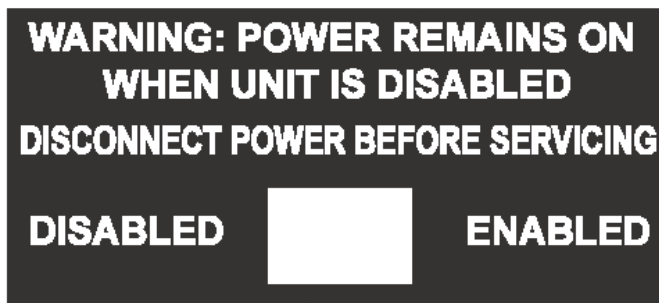 WARNING: POWER REMAINS ON
WHEN UNIT IS DISABLED
DISCONNECT POWER BEFORE SERVICING
DISABLED ENABLED